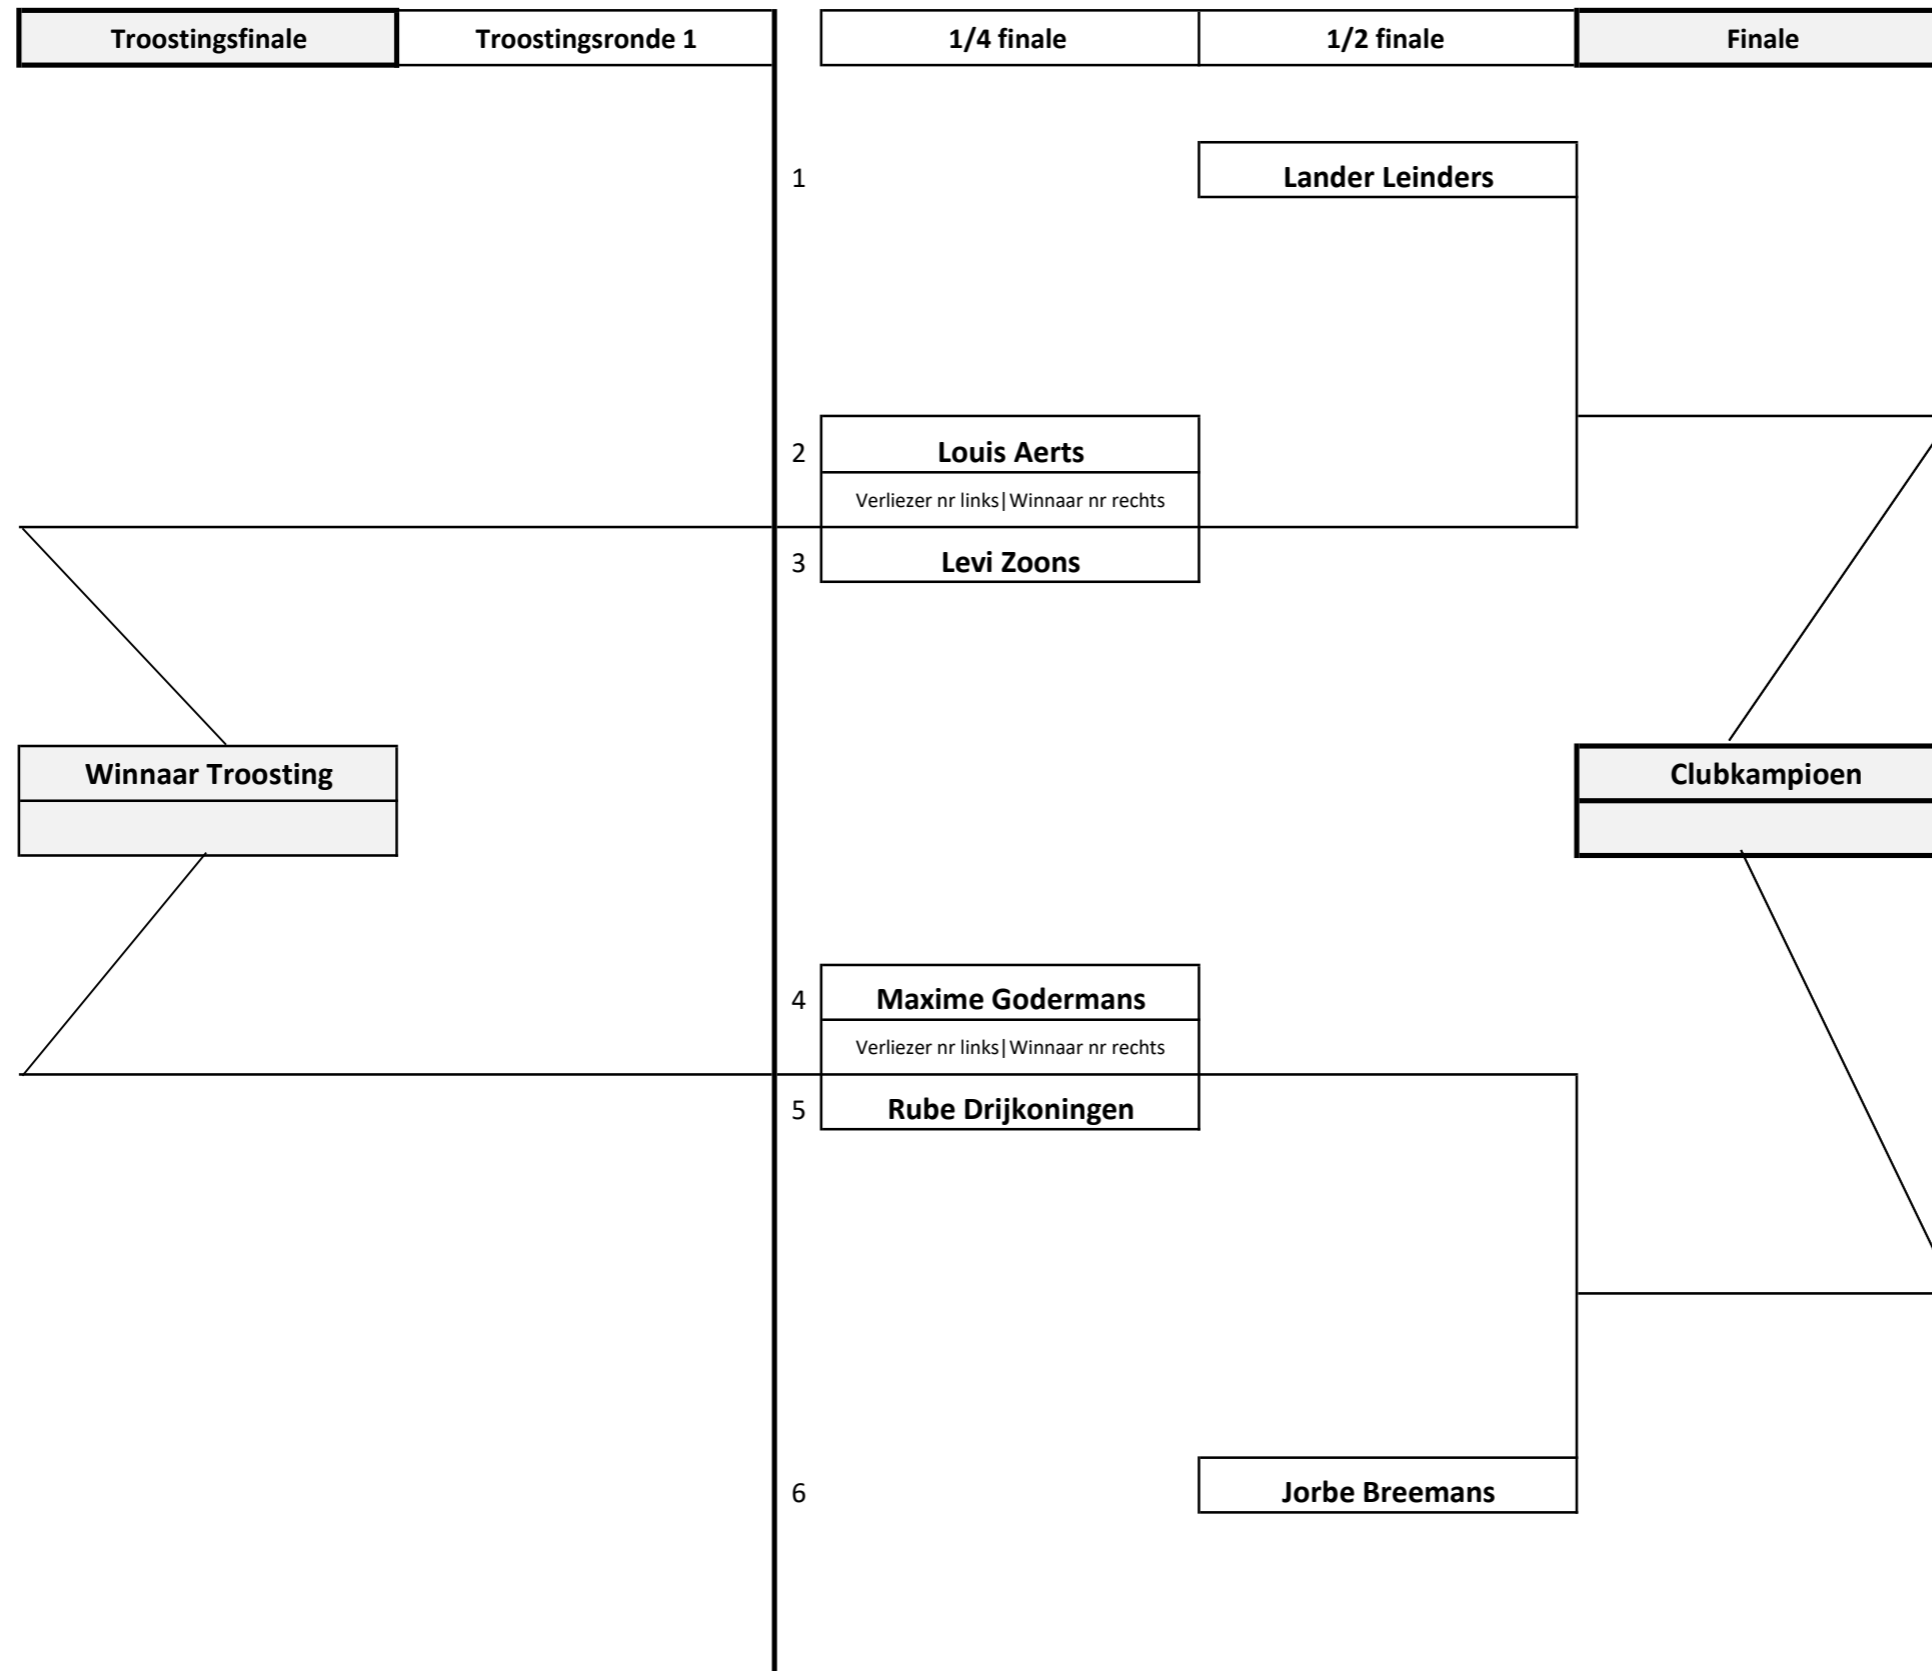 Troostingsfinale Troostingsronde 1 1/4 finale 1/2 finale Finale
1 Lander Leinders
2 Louis Aerts
Verliezer nr links|Winnaar nr rechts
3 Levi Zoons
Winnaar Troosting Clubkampioen
4 Maxime Godermans
Verliezer nr links|Winnaar nr rechts
5 Rube Drijkoningen
6 Jorbe Breemans